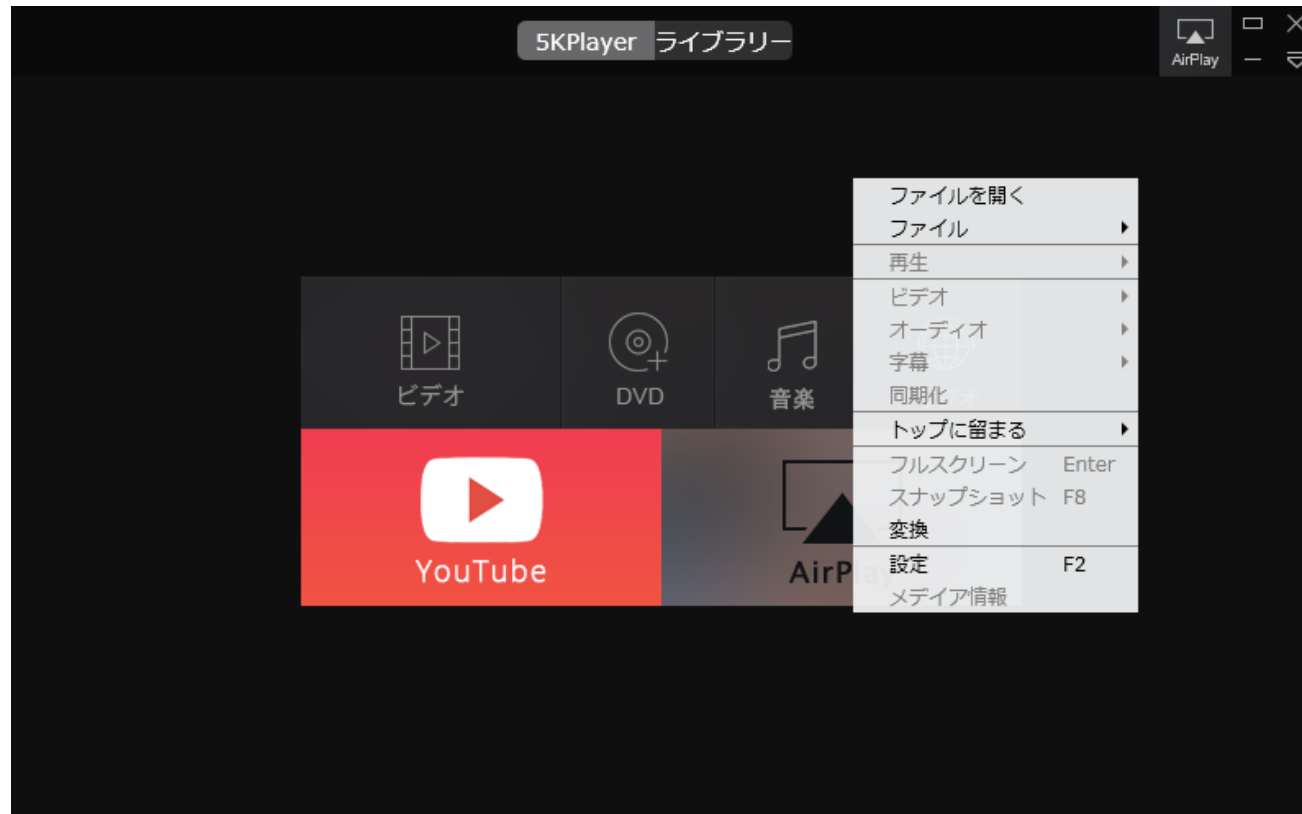 5KPlayer ライブラリー
AirPlay
ファイルを開く
ファイル
再生
ビデオ
オーディオ
字幕
同期化
トップに留まる
フルスクリーン Enter
スナップショット F8
変換
設定 F2
メデイア情報
ビデオ
DVD
音楽
YouTube
AirPlay